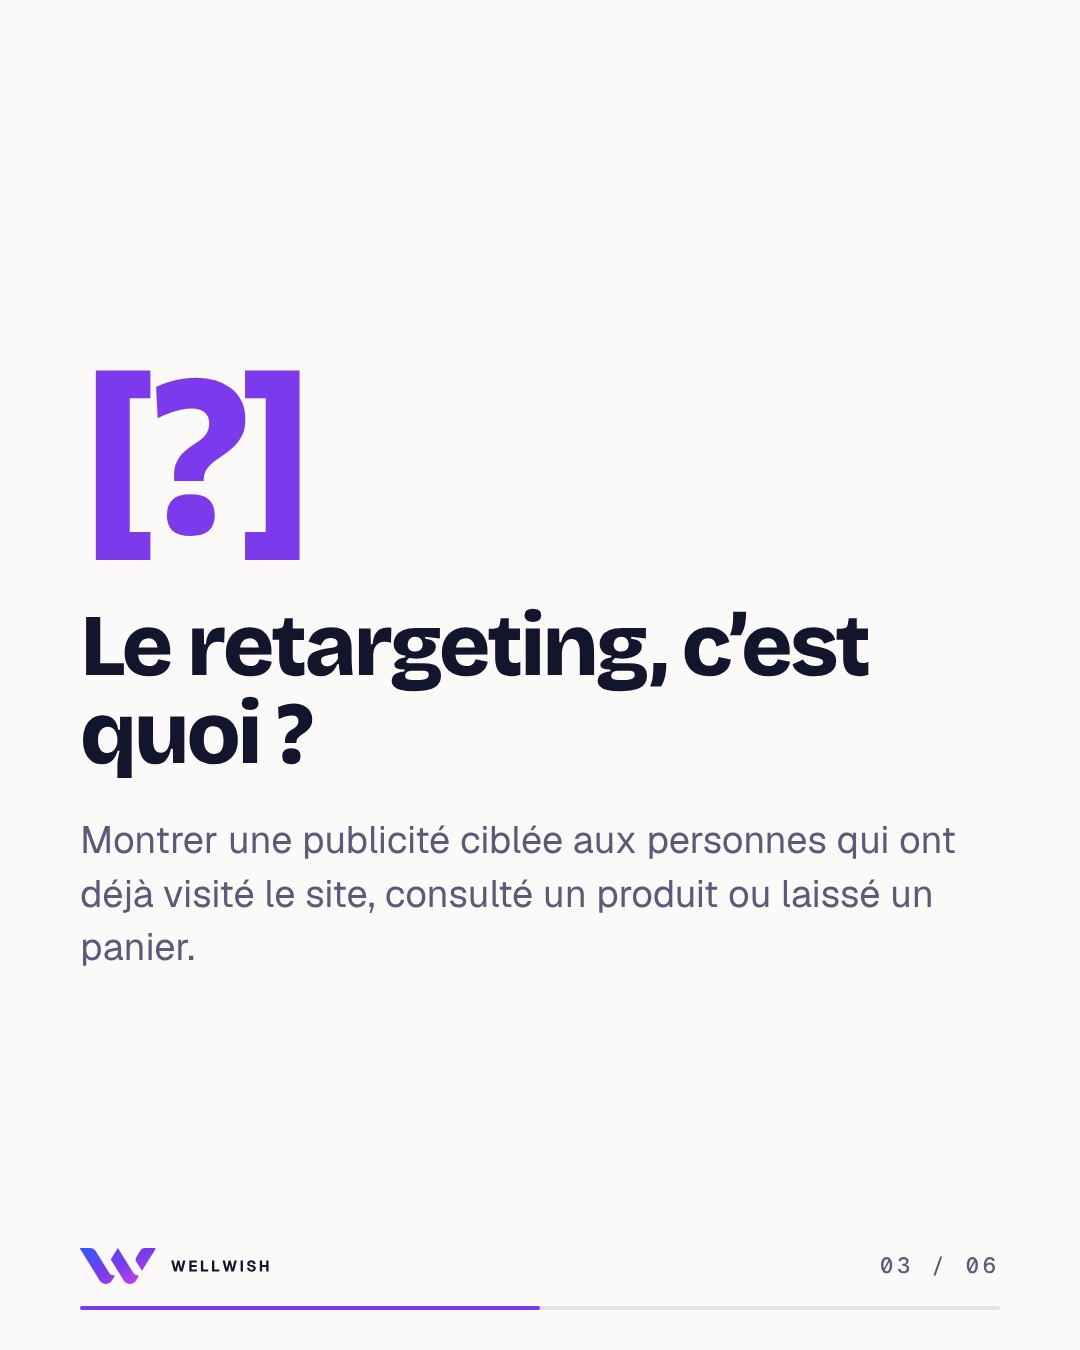 [?]
Le retargeting, c’est
quoi ?
Montrer une publicité ciblée aux personnes qui ont
déjà visité le site, consulté un produit ou laissé un
panier.
WELLWISH
03 / 06